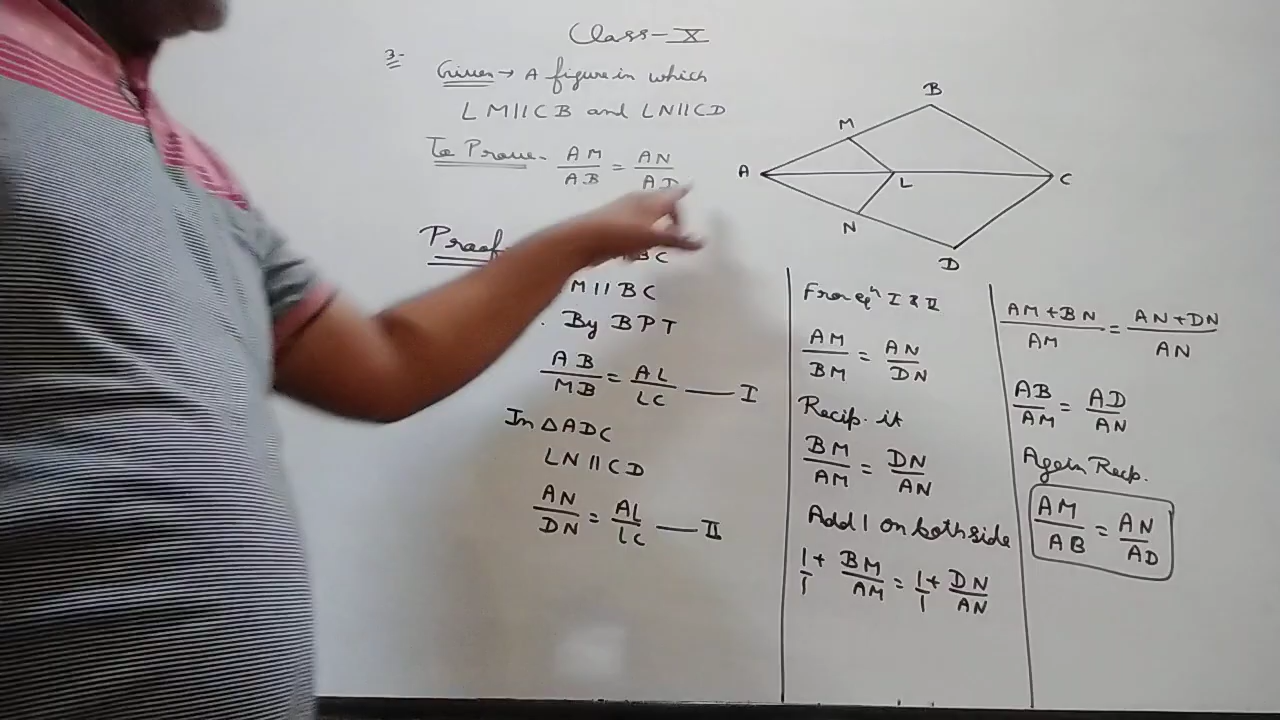 Class-X
3-
Given → A figure in which
LM||CB and LN||CD
To Prove- AM/AB = AN/AD
B
M
A
L
C
N
D
Proof
BC
M||BC
. By BPT
AB/MB = AL/LC — I
In △ADC
LN||CD
AN/DN = AL/LC — II
From eqⁿ I & II
AM/BM = AN/DN
Recip. it
BM/AM = DN/AN
Add 1 on both side
1/1 + BM/AM = 1/1 + DN/AN
AM+BN/AM = AN+DN/AN
AB/AM = AD/AN
Again Recp.
AM/AB = AN/AD